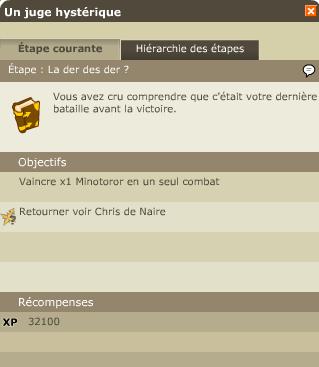 Un juge hystérique
Étape courante
Hiérarchie des étapes
Étape : La der des der ?
Vous avez cru comprendre que c'était votre dernière
bataille avant la victoire.
Objectifs
Vaincre x1 Minotoror en un seul combat
Retourner voir Chris de Naire
Récompenses
XP 32100